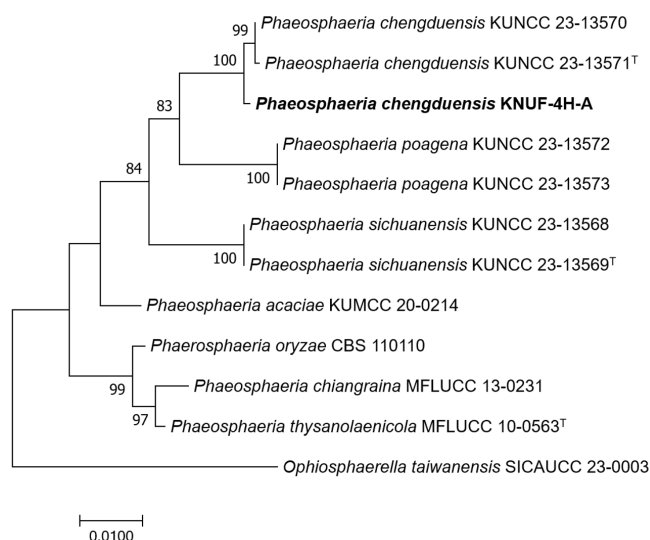 99
Phaeosphaeria chengduensis KUNCC 23-13570
Phaeosphaeria chengduensis KUNCC 23-13571ᵀ
100
Phaeosphaeria chengduensis KNUF-4H-A
83
Phaeosphaeria poagena KUNCC 23-13572
100
Phaeosphaeria poagena KUNCC 23-13573
84
Phaeosphaeria sichuanensis KUNCC 23-13568
100
Phaeosphaeria sichuanensis KUNCC 23-13569ᵀ
Phaeosphaeria acaciae KUMCC 20-0214
Phaerosphaeria oryzae CBS 110110
99
Phaeosphaeria chiangraina MFLUCC 13-0231
97
Phaeosphaeria thysanolaenicola MFLUCC 10-0563ᵀ
Ophiosphaerella taiwanensis SICAUCC 23-0003
0.0100